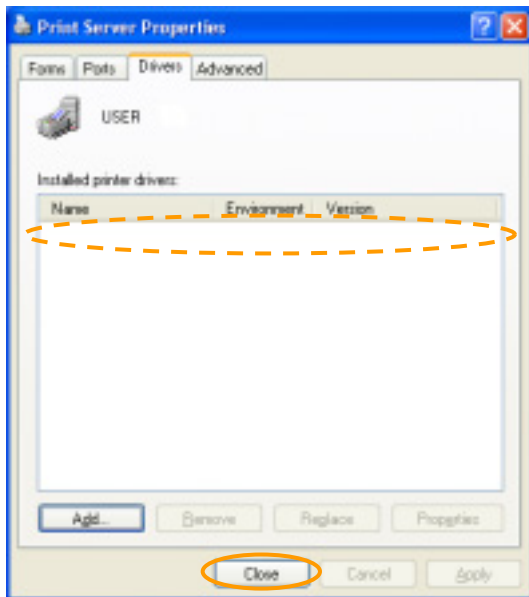 Print Server Properties
Forms Ports Drivers Advanced
USER
Installed printer drivers:
Name Environment Version
Add... Remove Replace Properties
Close Cancel Apply